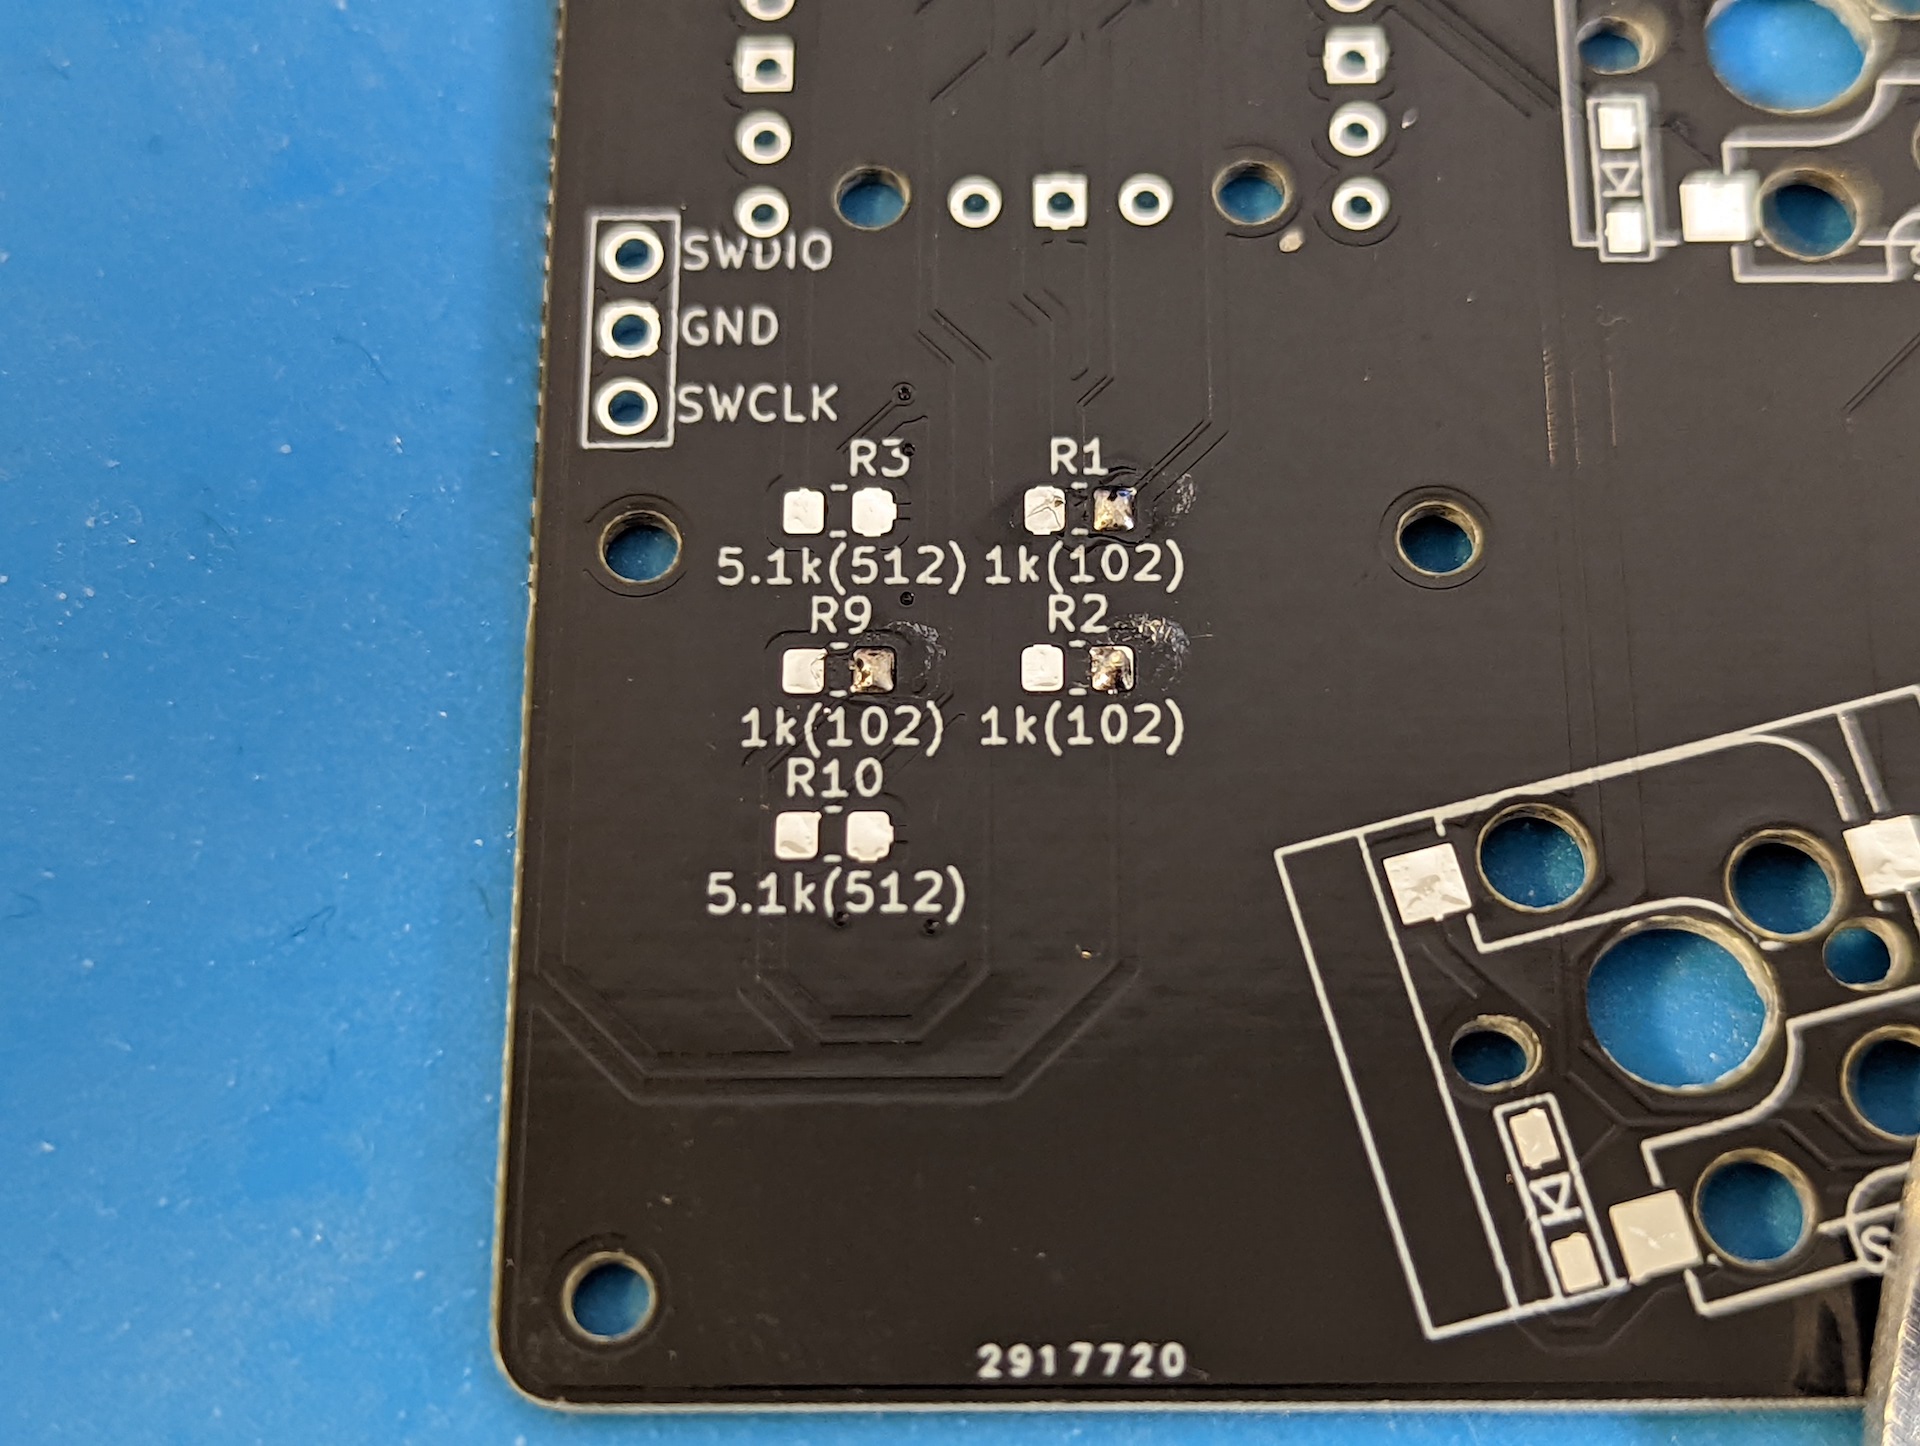 SWDIO
GND
SWCLK
R3 R1
5.1k(512) 1k(102)
R9 R2
1k(102) 1k(102)
R10
5.1k(512)
2917720